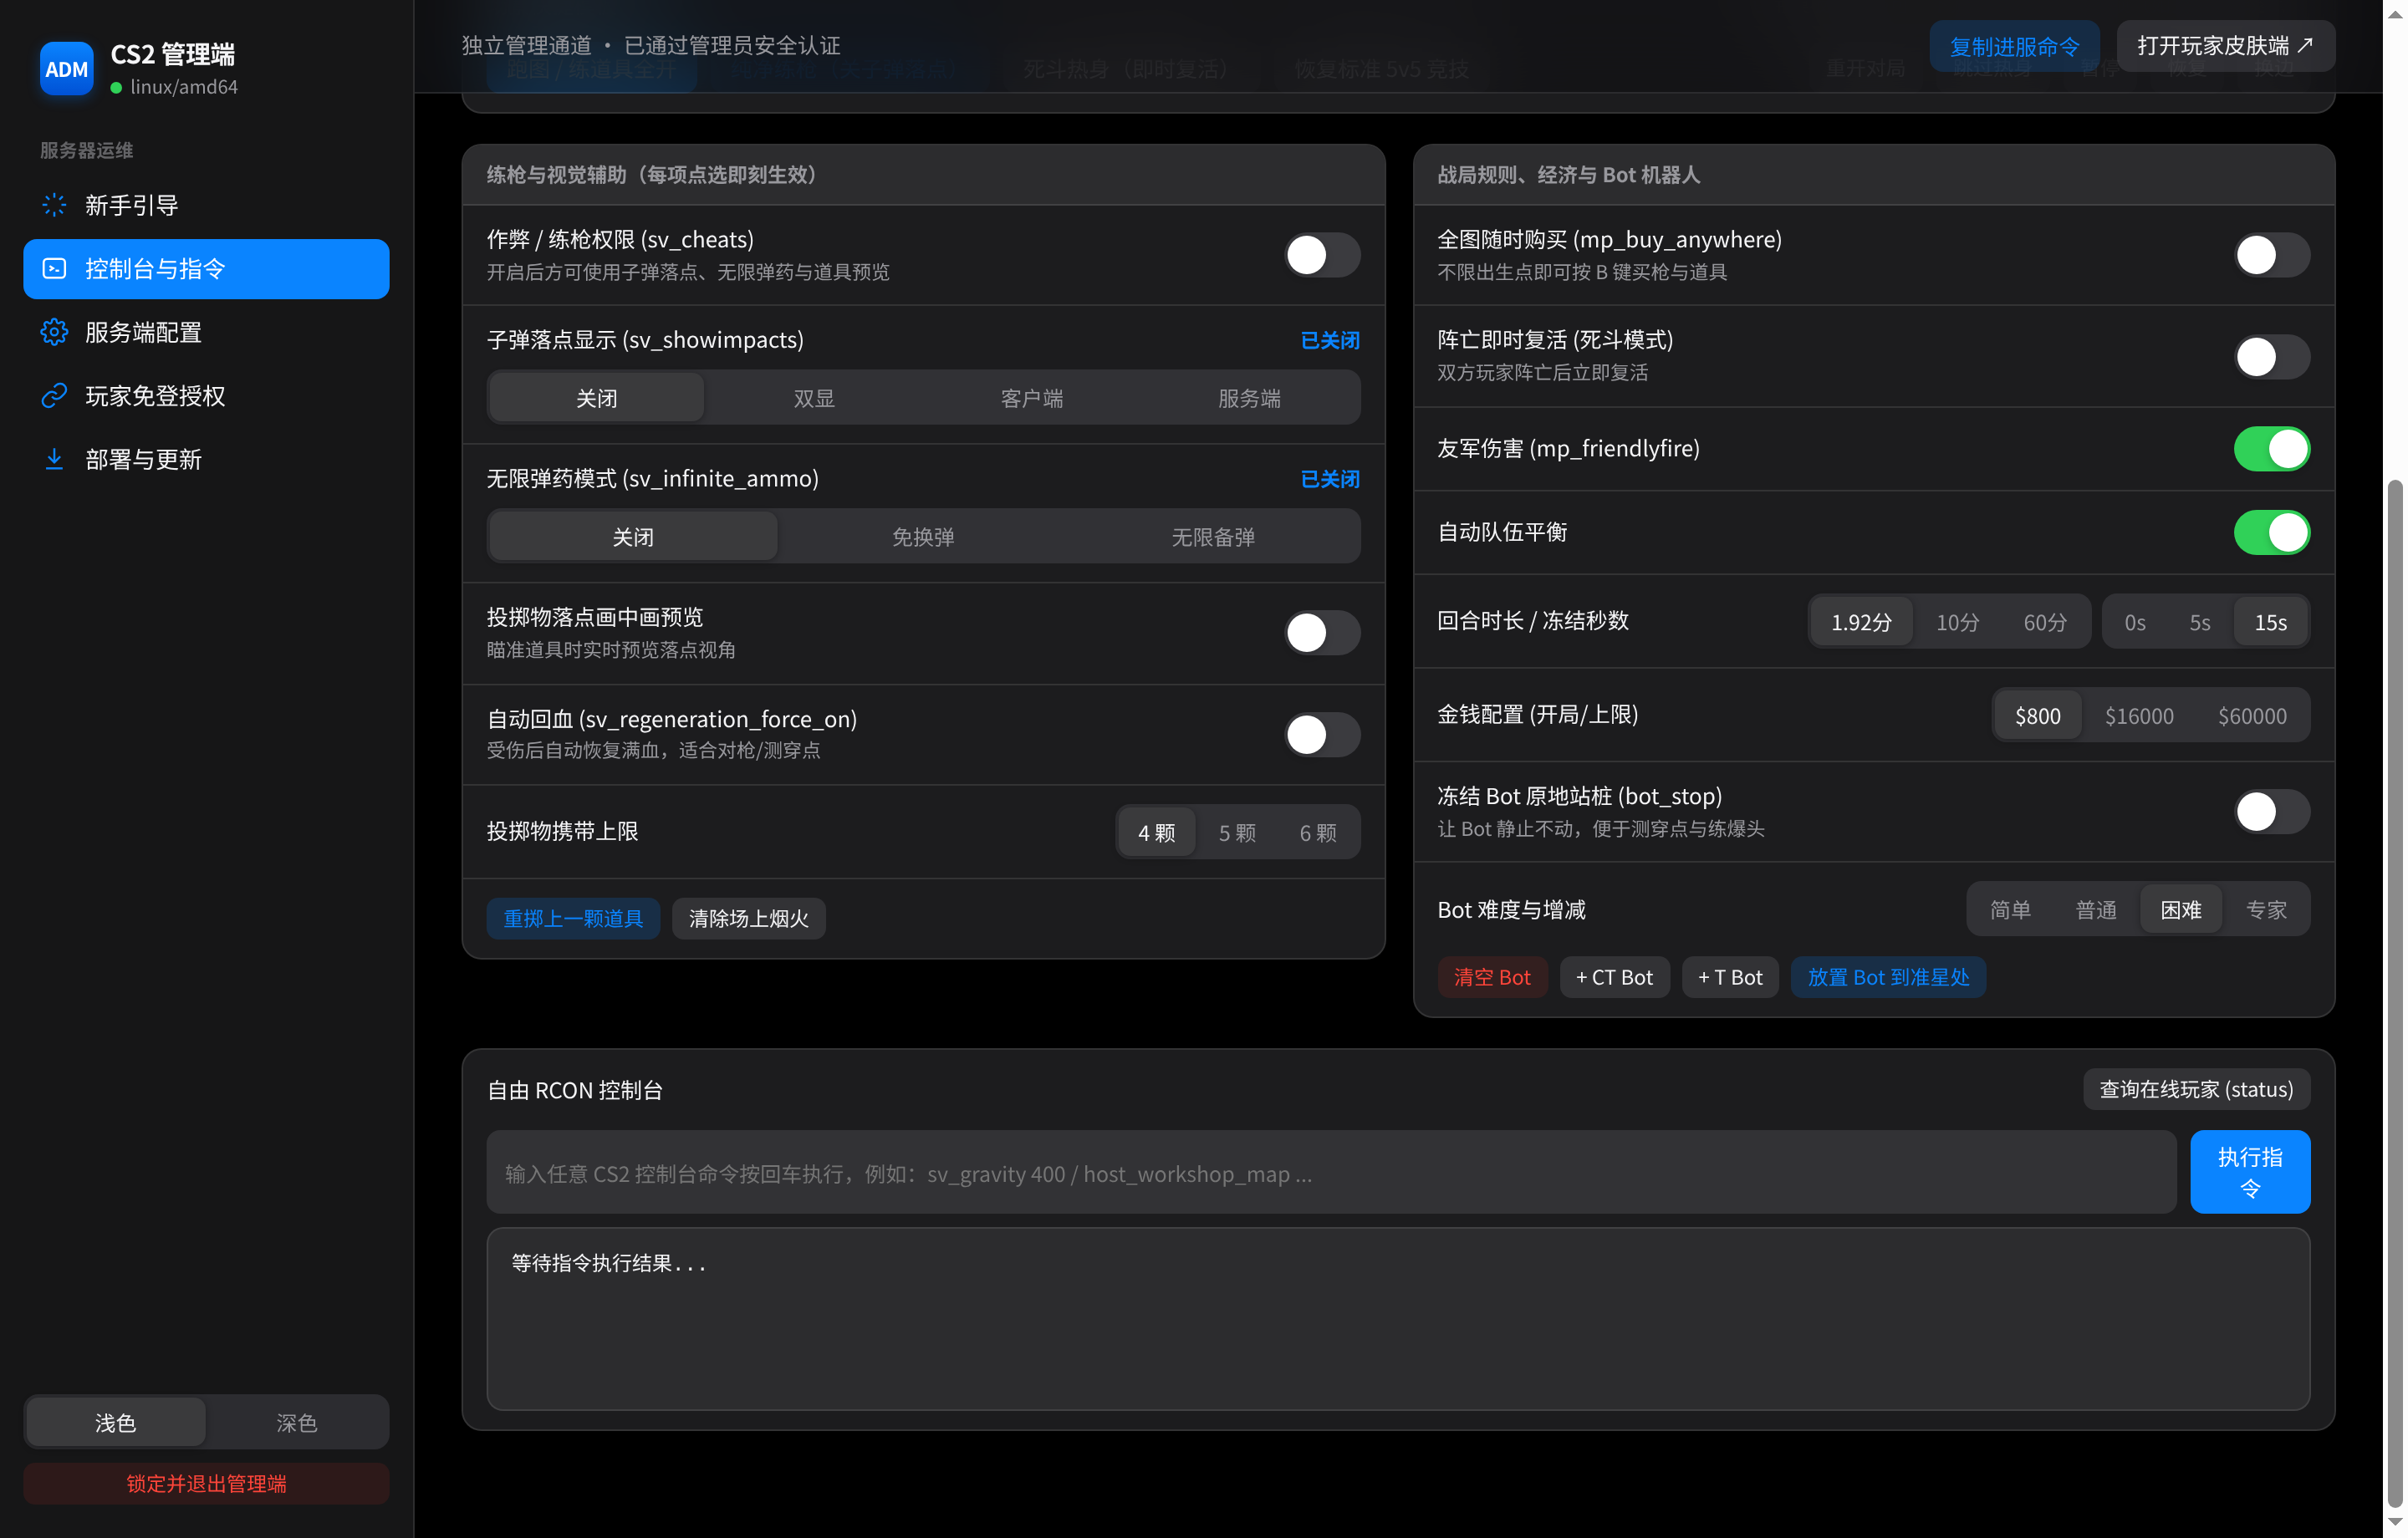 ADM
CS2 管理端
linux/amd64
服务器运维
新手引导
控制台与指令
服务端配置
玩家免登授权
部署与更新
浅色
深色
锁定并退出管理端
独立管理通道 • 已通过管理员安全认证
复制进服命令
打开玩家皮肤端 ↗
跑图 / 练道具全开
死斗热身（即时复活）
恢复标准 5v5 竞技
重开对局
跳过热身
暂停
恢复
换边
练枪与视觉辅助（每项点选即刻生效）
作弊 / 练枪权限 (sv_cheats)
开启后方可使用子弹落点、无限弹药与道具预览
子弹落点显示 (sv_showimpacts)
已关闭
关闭
双显
客户端
服务端
无限弹药模式 (sv_infinite_ammo)
已关闭
关闭
免换弹
无限备弹
投掷物落点画中画预览
瞄准道具时实时预览落点视角
自动回血 (sv_regeneration_force_on)
受伤后自动恢复满血，适合对枪/测穿点
投掷物携带上限
4 颗
5 颗
6 颗
重掷上一颗道具
清除场上烟火
战局规则、经济与 Bot 机器人
全图随时购买 (mp_buy_anywhere)
不限出生点即可按 B 键买枪与道具
阵亡即时复活 (死斗模式)
双方玩家阵亡后立即复活
友军伤害 (mp_friendlyfire)
自动队伍平衡
回合时长 / 冻结秒数
1.92分
10分
60分
0s
5s
15s
金钱配置 (开局/上限)
$800
$16000
$60000
冻结 Bot 原地站桩 (bot_stop)
让 Bot 静止不动，便于测穿点与练爆头
Bot 难度与增减
简单
普通
困难
专家
清空 Bot
+ CT Bot
+ T Bot
放置 Bot 到准星处
自由 RCON 控制台
查询在线玩家 (status)
输入任意 CS2 控制台命令按回车执行，例如：sv_gravity 400 / host_workshop_map ...
执行指
令
等待指令执行结果...